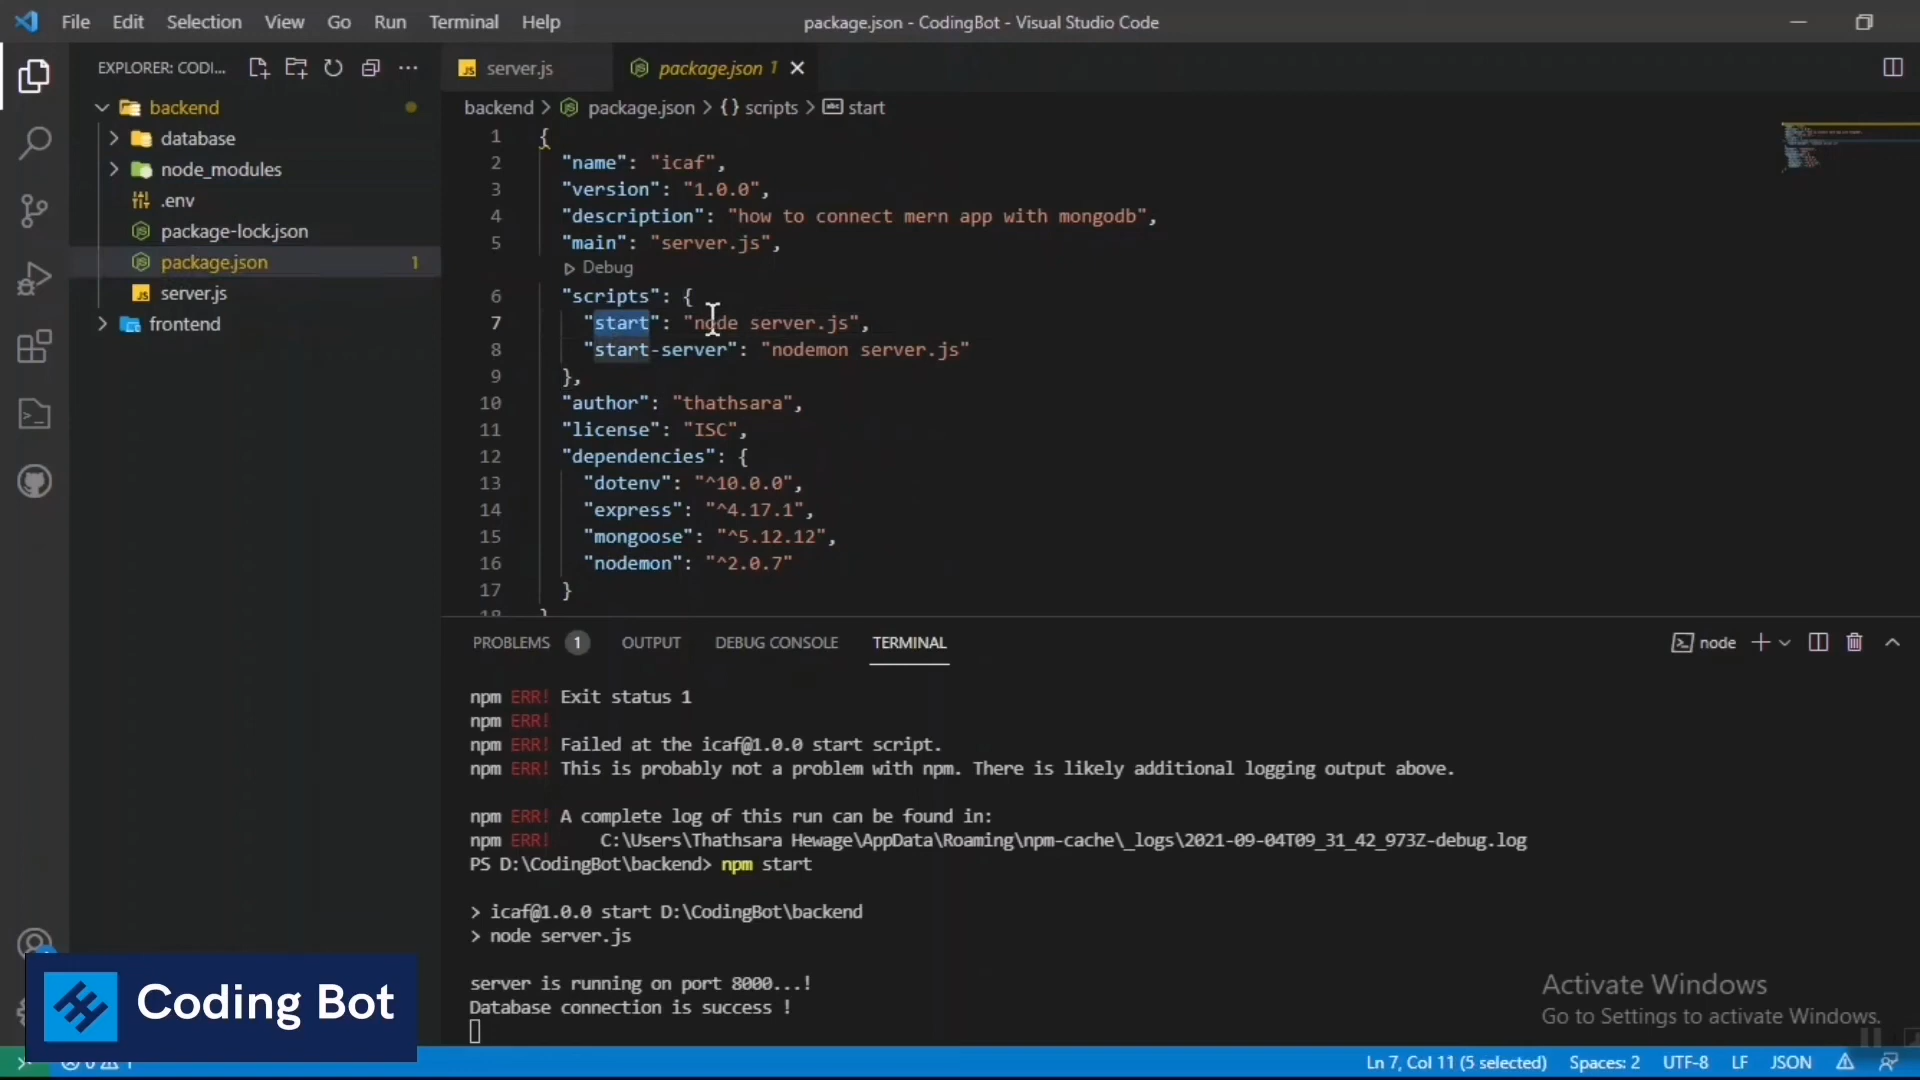 File Edit Selection View Go Run Terminal Help
package.json - CodingBot - Visual Studio Code
EXPLORER: CODI...
backend
database
node_modules
.env
package-lock.json
package.json 1
server.js
frontend
server.js
package.json 1
backend > package.json > {} scripts > start
1 {
2 "name": "icaf",
3 "version": "1.0.0",
4 "description": "how to connect mern app with mongodb",
5 "main": "server.js",
Debug
6 "scripts": {
7 "start": "node server.js",
8 "start-server": "nodemon server.js"
9 },
10 "author": "thathsara",
11 "license": "ISC",
12 "dependencies": {
13 "dotenv": "^10.0.0",
14 "express": "^4.17.1",
15 "mongoose": "^5.12.12",
16 "nodemon": "^2.0.7"
17 }
18 }
PROBLEMS 1 OUTPUT DEBUG CONSOLE TERMINAL
node
npm ERR! Exit status 1
npm ERR!
npm ERR! Failed at the icaf@1.0.0 start script.
npm ERR! This is probably not a problem with npm. There is likely additional logging output above.
npm ERR! A complete log of this run can be found in:
npm ERR! C:\Users\Thathsara Hewage\AppData\Roaming\npm-cache\_logs\2021-09-04T09_31_42_973Z-debug.log
PS D:\CodingBot\backend> npm start
> icaf@1.0.0 start D:\CodingBot\backend
> node server.js
server is running on port 8000...!
Database connection is success !
Activate Windows
Go to Settings to activate Windows.
Coding Bot
Ln 7, Col 11 (5 selected) Spaces: 2 UTF-8 LF JSON